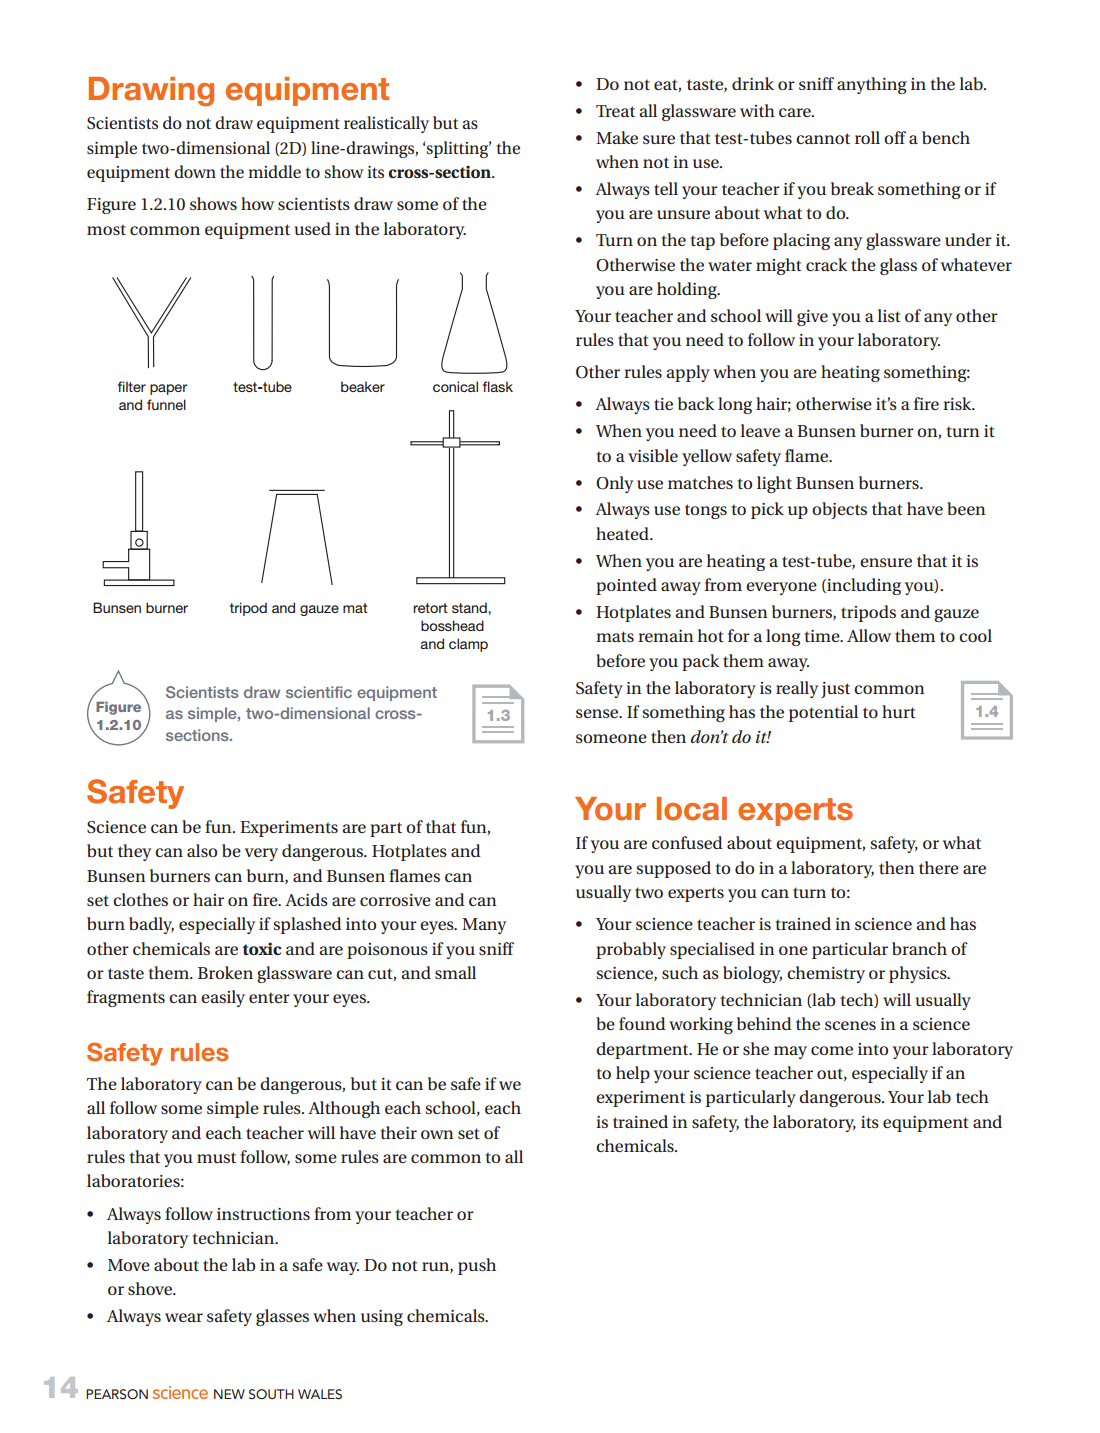 Drawing equipment
Scientists do not draw equipment realistically but as
simple two-dimensional (2D) line-drawings, ‘splitting’ the
equipment down the middle to show its cross-section.
Figure 1.2.10 shows how scientists draw some of the
most common equipment used in the laboratory.
filter paper
and funnel
test-tube
beaker
conical flask
Bunsen burner
tripod and gauze mat
retort stand,
bosshead
and clamp
Figure
1.2.10
Scientists draw scientific equipment
as simple, two-dimensional cross-
sections.
1.3
Safety
Science can be fun. Experiments are part of that fun,
but they can also be very dangerous. Hotplates and
Bunsen burners can burn, and Bunsen flames can
set clothes or hair on fire. Acids are corrosive and can
burn badly, especially if splashed into your eyes. Many
other chemicals are toxic and are poisonous if you sniff
or taste them. Broken glassware can cut, and small
fragments can easily enter your eyes.
Safety rules
The laboratory can be dangerous, but it can be safe if we
all follow some simple rules. Although each school, each
laboratory and each teacher will have their own set of
rules that you must follow, some rules are common to all
laboratories:
• Always follow instructions from your teacher or
laboratory technician.
• Move about the lab in a safe way. Do not run, push
or shove.
• Always wear safety glasses when using chemicals.
• Do not eat, taste, drink or sniff anything in the lab.
• Treat all glassware with care.
• Make sure that test-tubes cannot roll off a bench
when not in use.
• Always tell your teacher if you break something or if
you are unsure about what to do.
• Turn on the tap before placing any glassware under it.
Otherwise the water might crack the glass of whatever
you are holding.
Your teacher and school will give you a list of any other
rules that you need to follow in your laboratory.
Other rules apply when you are heating something:
• Always tie back long hair; otherwise it’s a fire risk.
• When you need to leave a Bunsen burner on, turn it
to a visible yellow safety flame.
• Only use matches to light Bunsen burners.
• Always use tongs to pick up objects that have been
heated.
• When you are heating a test-tube, ensure that it is
pointed away from everyone (including you).
• Hotplates and Bunsen burners, tripods and gauze
mats remain hot for a long time. Allow them to cool
before you pack them away.
Safety in the laboratory is really just common
sense. If something has the potential to hurt
someone then don’t do it!
1.4
Your local experts
If you are confused about equipment, safety, or what
you are supposed to do in a laboratory, then there are
usually two experts you can turn to:
• Your science teacher is trained in science and has
probably specialised in one particular branch of
science, such as biology, chemistry or physics.
• Your laboratory technician (lab tech) will usually
be found working behind the scenes in a science
department. He or she may come into your laboratory
to help your science teacher out, especially if an
experiment is particularly dangerous. Your lab tech
is trained in safety, the laboratory, its equipment and
chemicals.
14 PEARSON science NEW SOUTH WALES